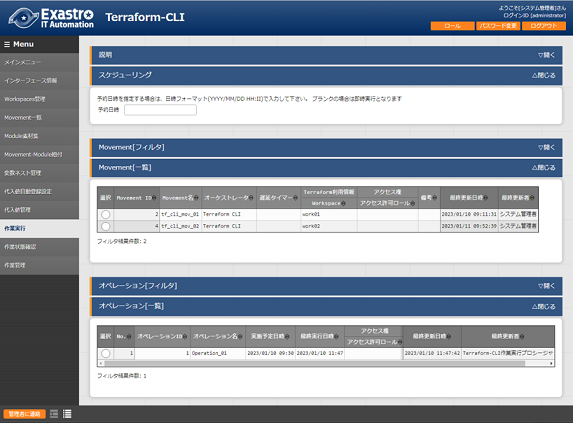 Exastro
IT Automation
Terraform-CLI
ようこそ[システム管理者]さん
ログインID [administrator]
ロール
パスワード変更
ログアウト
Menu
メインメニュー
インターフェース情報
Workspaces管理
Movement一覧
Module素材集
Movement-Module紐付
変数ネスト管理
代入値自動登録設定
代入値管理
作業実行
作業状態確認
作業管理
説明 ▽開く
スケジューリング △閉じる
予約日時を指定する場合は、日時フォーマット(YYYY/MM/DD HH:II)で入力して下さい。 ブランクの場合は即時実行となります
予約日時
Movement[フィルタ] ▽開く
Movement[一覧] △閉じる
選択 Movement ID Movement名 オーケストレータ 遅延タイマー Terraform利用情報 アクセス権 備考 最終更新日時 最終更新者
Workspace アクセス許可ロール
2 tf_cli_mov_01 Terraform CLI work01 2023/01/10 09:11:31 システム管理者
4 tf_cli_mov_02 Terraform CLI work02 2023/01/11 09:52:39 システム管理者
フィルタ結果件数: 2
オペレーション[フィルタ] ▽開く
オペレーション[一覧] △閉じる
選択 No. オペレーションID オペレーション名 実施予定日時 最終実行日時 アクセス権 最終更新日時 最終更新者
アクセス許可ロール
1 1 Operation_01 2023/01/10 09:30 2023/01/10 11:47 2023/01/10 11:47:42 Terraform-CLI作業実行プロシージャ
フィルタ結果件数: 1
管理者に連絡